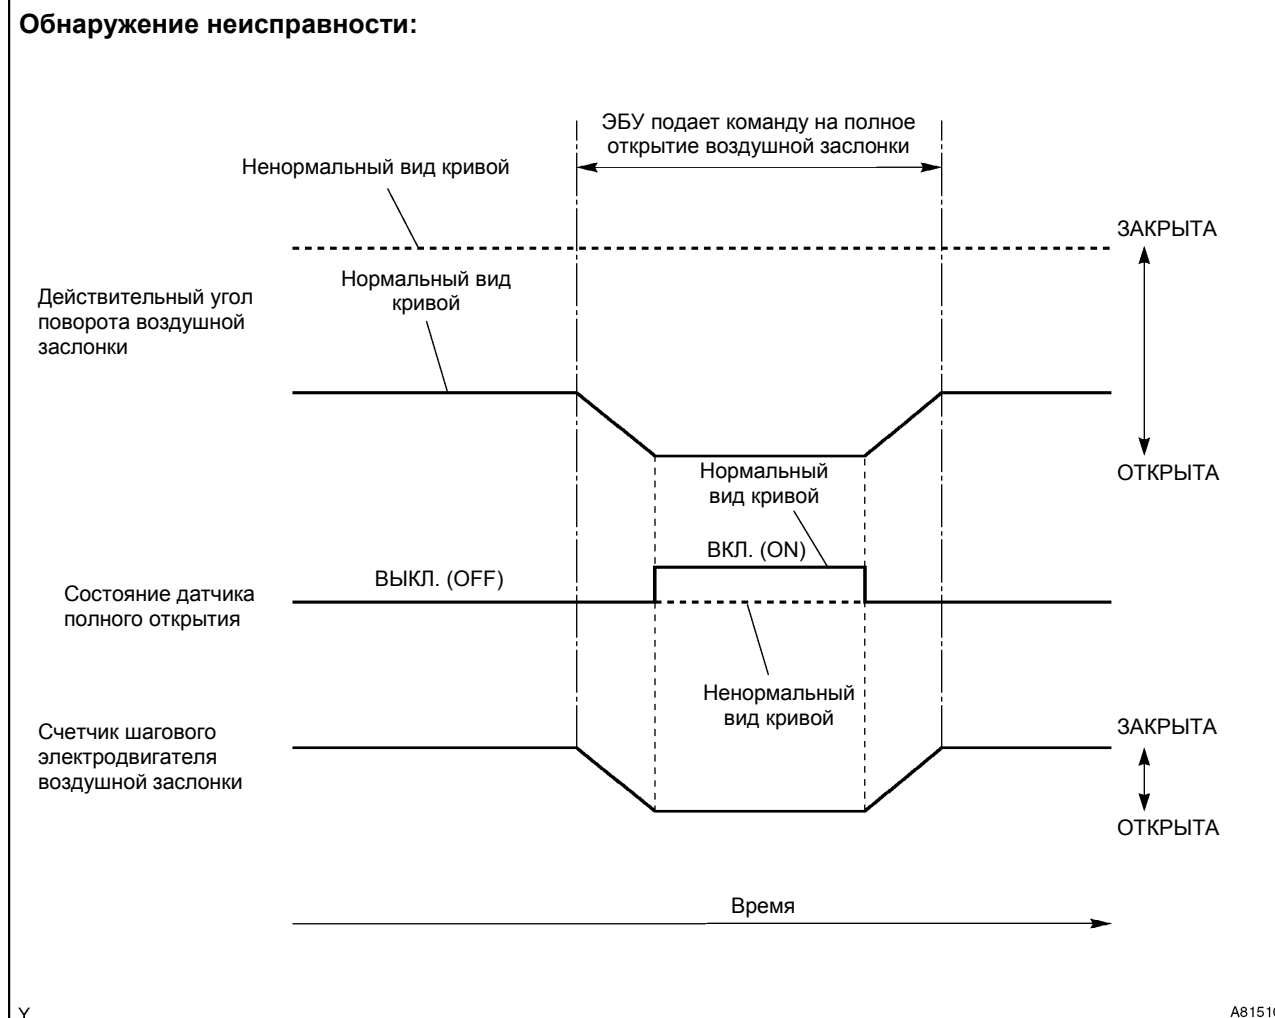 Обнаружение неисправности:
ЭБУ подает команду на полное
открытие воздушной заслонки
Ненормальный вид кривой
ЗАКРЫТА
Нормальный вид
кривой
Действительный угол
поворота воздушной
заслонки
ОТКРЫТА
Нормальный
вид кривой
ВКЛ. (ON)
ВЫКЛ. (OFF)
Состояние датчика
полного открытия
Ненормальный
вид кривой
Счетчик шагового
электродвигателя
воздушной заслонки
ЗАКРЫТА
ОТКРЫТА
Время
Y